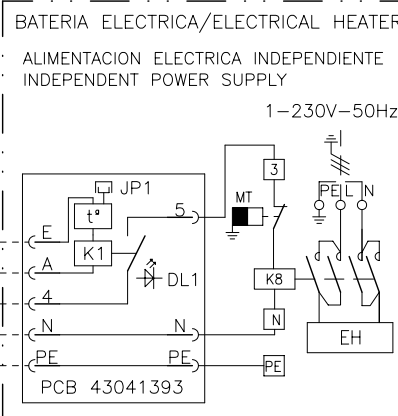 BATERIA ELECTRICA/ELECTRICAL HEATER
ALIMENTACION ELECTRICA INDEPENDIENTE
INDEPENDENT POWER SUPPLY
1-230V-50Hz
3
JP1
PE L N
MT
tª
5
E
K1
A
DL1
K8
4
N N N
EH
PE PE PE
PCB 43041393